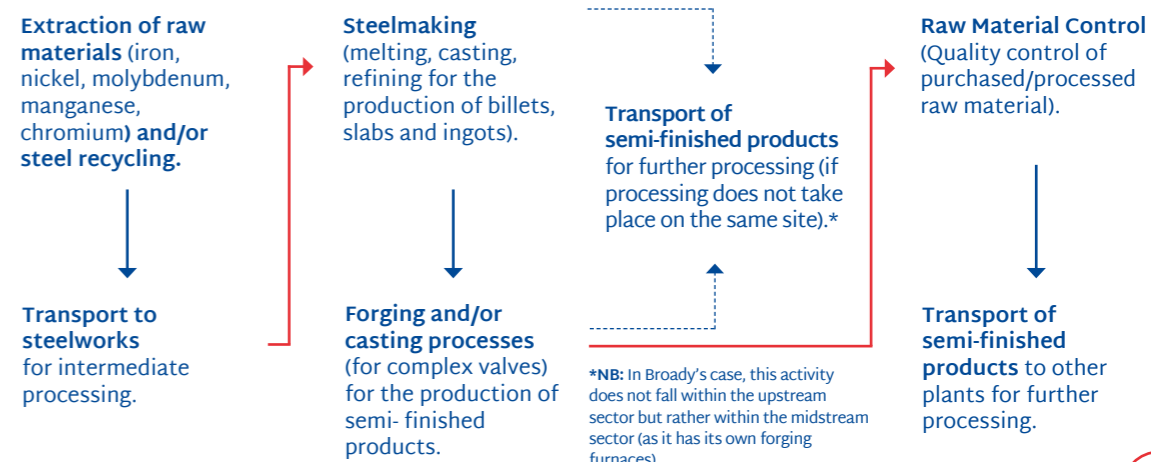 Extraction of raw
materials (iron,
nickel, molybdenum,
manganese,
chromium) and/or
steel recycling.
Transport to
steelworks
for intermediate
processing.
Steelmaking
(melting, casting,
refining for the
production of billets,
slabs and ingots).
Forging and/or
casting processes
(for complex valves)
for the production of
semi- finished
products.
Transport of
semi-finished products
for further processing (if
processing does not take
place on the same site).*
*NB: In Broady's case, this activity
does not fall within the upstream
sector but rather within the midstream
sector (as it has its own forging
furnaces)
Raw Material Control
(Quality control of
purchased/processed
raw material).
Transport of
semi-finished
products to other
plants for further
processing.